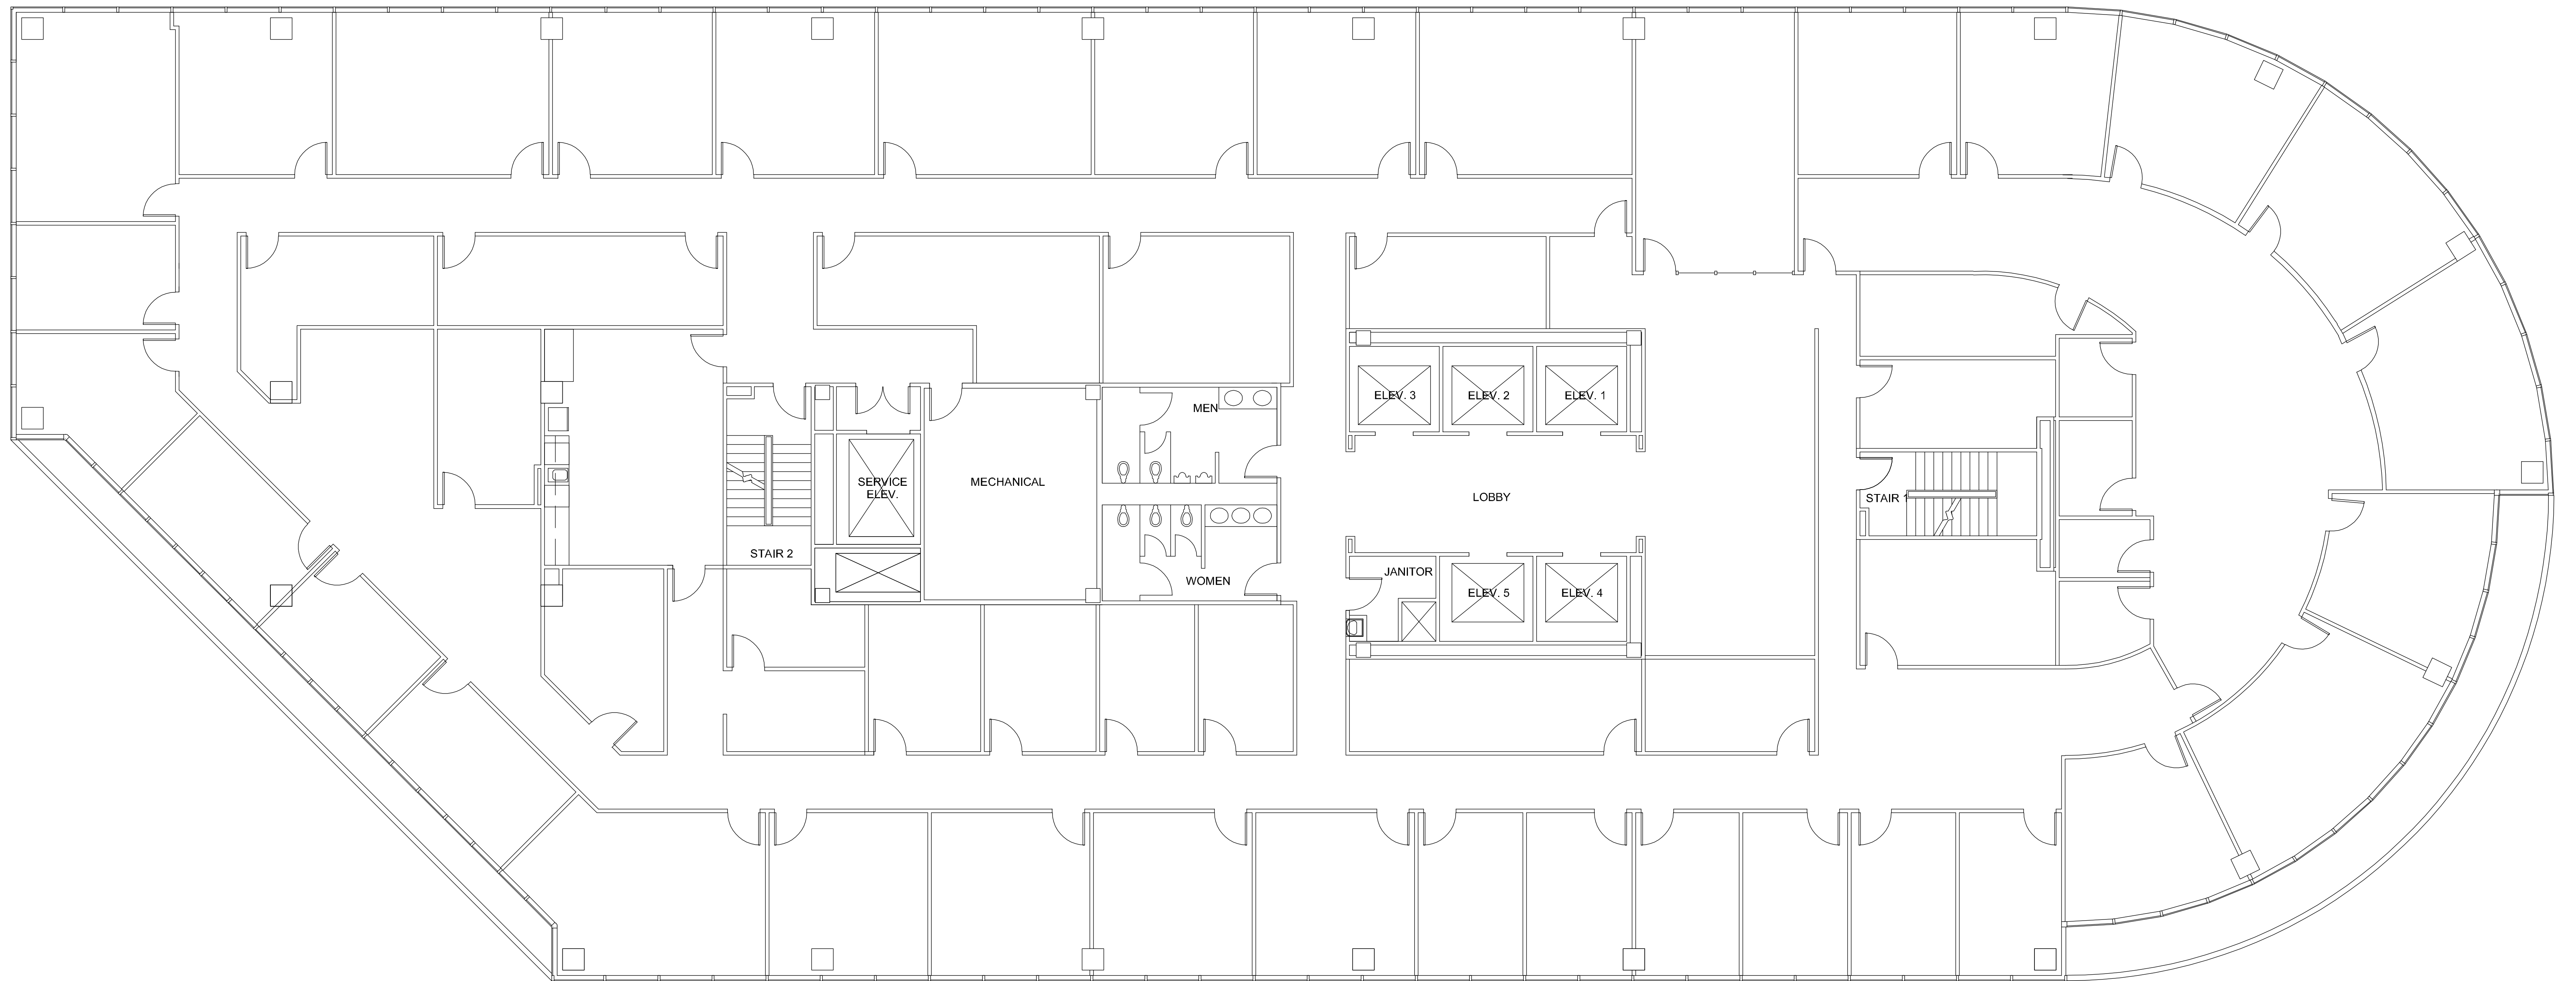 ELEV. 3
ELEV. 2
ELEV. 1
MEN
SERVICE
ELEV.
MECHANICAL
LOBBY
STAIR 1
STAIR 2
WOMEN
JANITOR
ELEV. 5
ELEV. 4